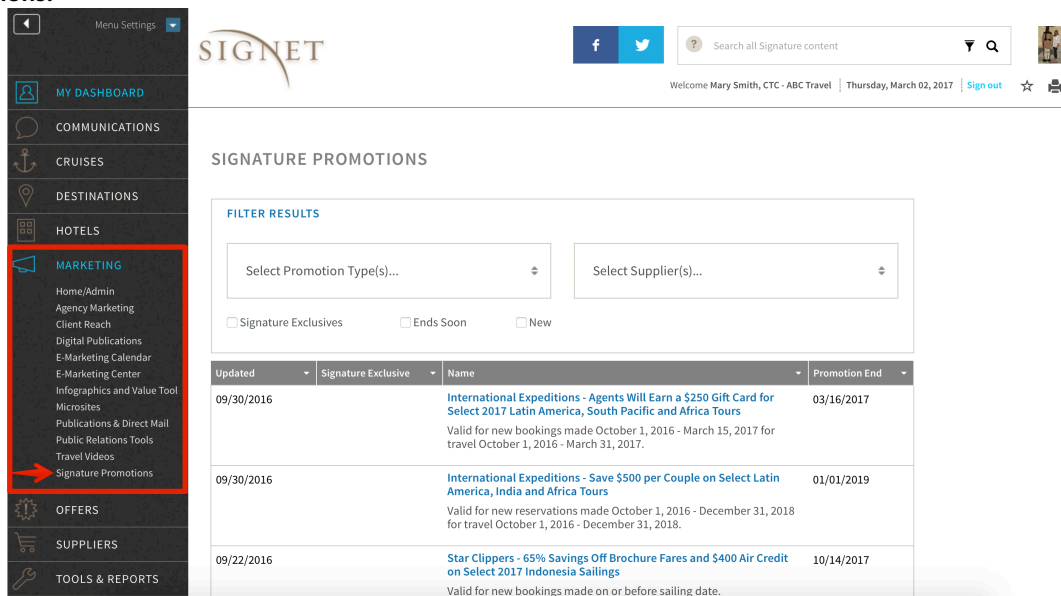 Menu Settings
MY DASHBOARD
COMMUNICATIONS
CRUISES
DESTINATIONS
HOTELS
MARKETING
Home/Admin
Agency Marketing
Client Reach
Digital Publications
E-Marketing Calendar
E-Marketing Center
Infographics and Value Tool
Microsites
Publications & Direct Mail
Public Relations Tools
Travel Videos
Signature Promotions
OFFERS
SUPPLIERS
TOOLS & REPORTS
SIGNET
f
? Search all Signature content
Welcome Mary Smith, CTC - ABC Travel Thursday, March 02, 2017 Sign out
SIGNATURE PROMOTIONS
FILTER RESULTS
Select Promotion Type(s)... Select Supplier(s)...
Signature Exclusives Ends Soon New
Updated Signature Exclusive Name Promotion End
09/30/2016 International Expeditions - Agents Will Earn a $250 Gift Card for 03/16/2017
Select 2017 Latin America, South Pacific and Africa Tours
Valid for new bookings made October 1, 2016 - March 15, 2017 for
travel October 1, 2016 - March 31, 2017.
09/30/2016 International Expeditions - Save $500 per Couple on Select Latin 01/01/2019
America, India and Africa Tours
Valid for new reservations made October 1, 2016 - December 31, 2018
for travel October 1, 2016 - December 31, 2018.
09/22/2016 Star Clippers - 65% Savings Off Brochure Fares and $400 Air Credit 10/14/2017
on Select 2017 Indonesia Sailings
Valid for new bookings made on or before sailing date.